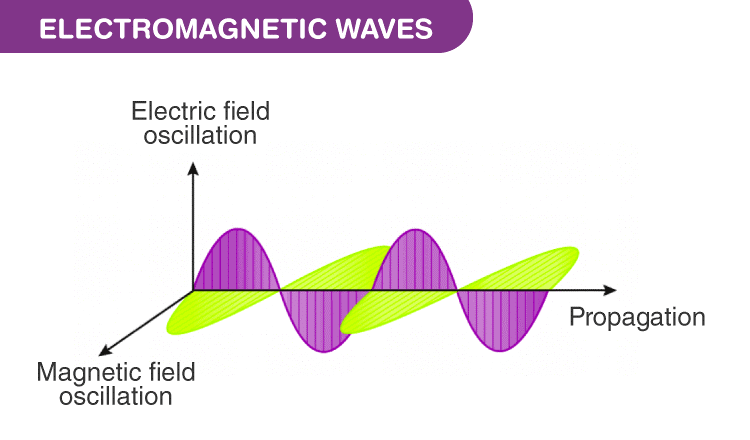 ELECTROMAGNETIC WAVES
Electric field
oscillation
Propagation
Magnetic field
oscillation